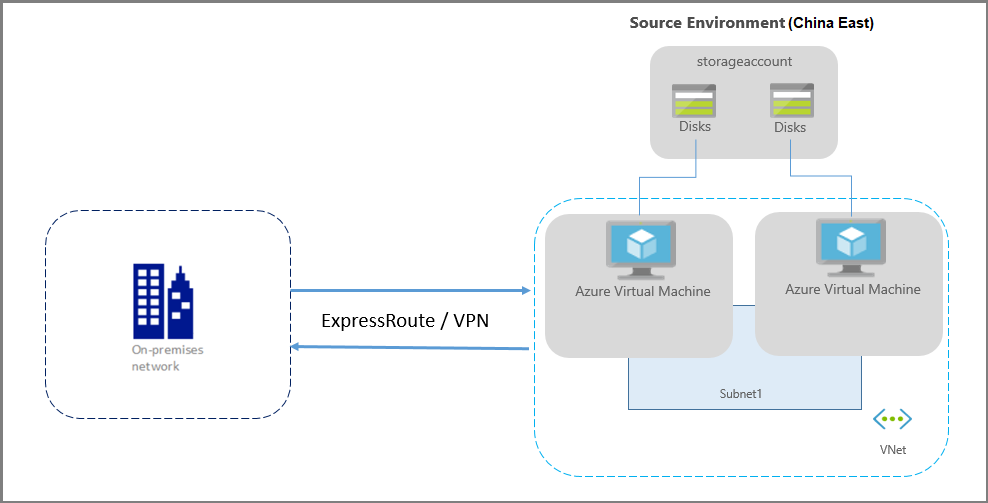 Source Environment (China East)
storageaccount
Disks
Disks
Azure Virtual Machine
Azure Virtual Machine
ExpressRoute / VPN
On-premises
network
Subnet1
VNet